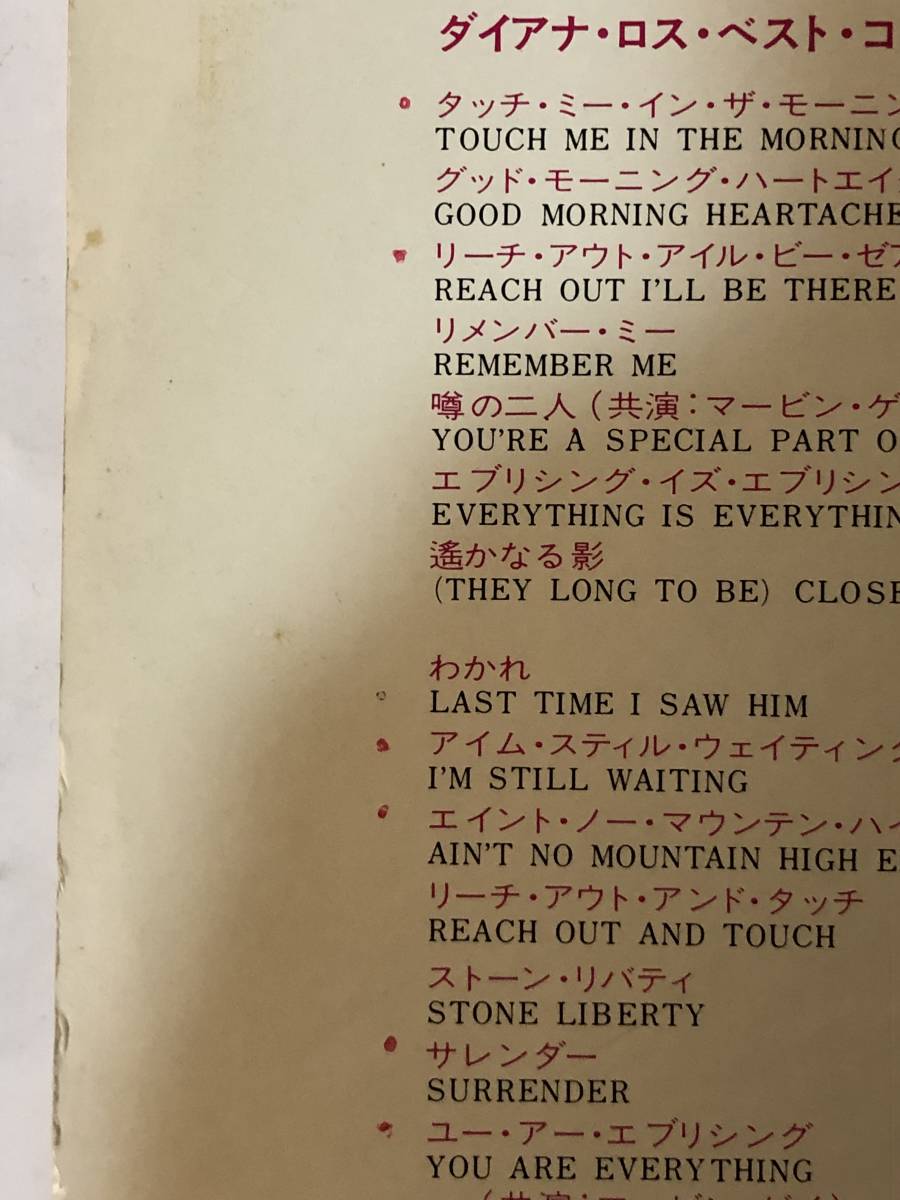 ダイアナ・ロス・ベスト・コ
タッチ・ミー・イン・ザ・モーニン
TOUCH ME IN THE MORNING
グッド・モーニング・ハートエイ
GOOD MORNING HEARTACHE
リーチ・アウト・アイル・ビー・ゼア
REACH OUT I'LL BE THERE
リメンバー・ミー
REMEMBER ME
噂の二人（共演：マービン・ゲ
YOU'RE A SPECIAL PART O
エブリシング・イズ・エブリシン
EVERYTHING IS EVERYTHIN
遙かなる影
(THEY LONG TO BE) CLOSE
わかれ
LAST TIME I SAW HIM
アイム・スティル・ウェイティング
I'M STILL WAITING
エイント・ノー・マウンテン・ハイ
AIN'T NO MOUNTAIN HIGH E
リーチ・アウト・アンド・タッチ
REACH OUT AND TOUCH
ストーン・リバティ
STONE LIBERTY
サレンダー
SURRENDER
ユー・アー・エブリシング
YOU ARE EVERYTHING